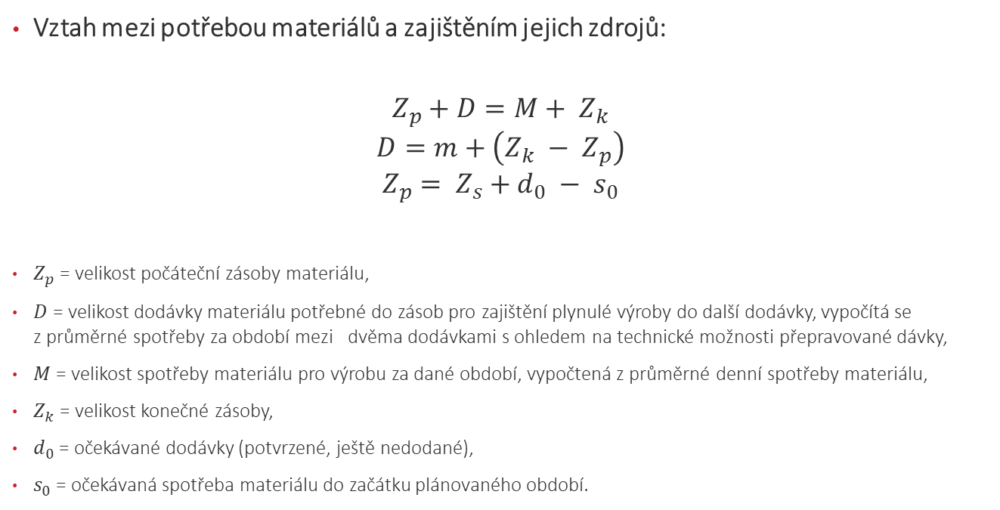 • Vztah mezi potřebou materiálů a zajištěním jejich zdrojů:
Z_p + D = M + Z_k
D = m + (Z_k − Z_p)
Z_p = Z_s + d_0 − s_0
• Z_p = velikost počáteční zásoby materiálu,
• D = velikost dodávky materiálu potřebné do zásob pro zajištění plynulé výroby do další dodávky, vypočítá se
z průměrné spotřeby za období mezi dvěma dodávkami s ohledem na technické možnosti přepravované dávky,
• M = velikost spotřeby materiálu pro výrobu za dané období, vypočtená z průměrné denní spotřeby materiálu,
• Z_k = velikost konečné zásoby,
• d_0 = očekávané dodávky (potvrzené, ještě nedodané),
• s_0 = očekávaná spotřeba materiálu do začátku plánovaného období.